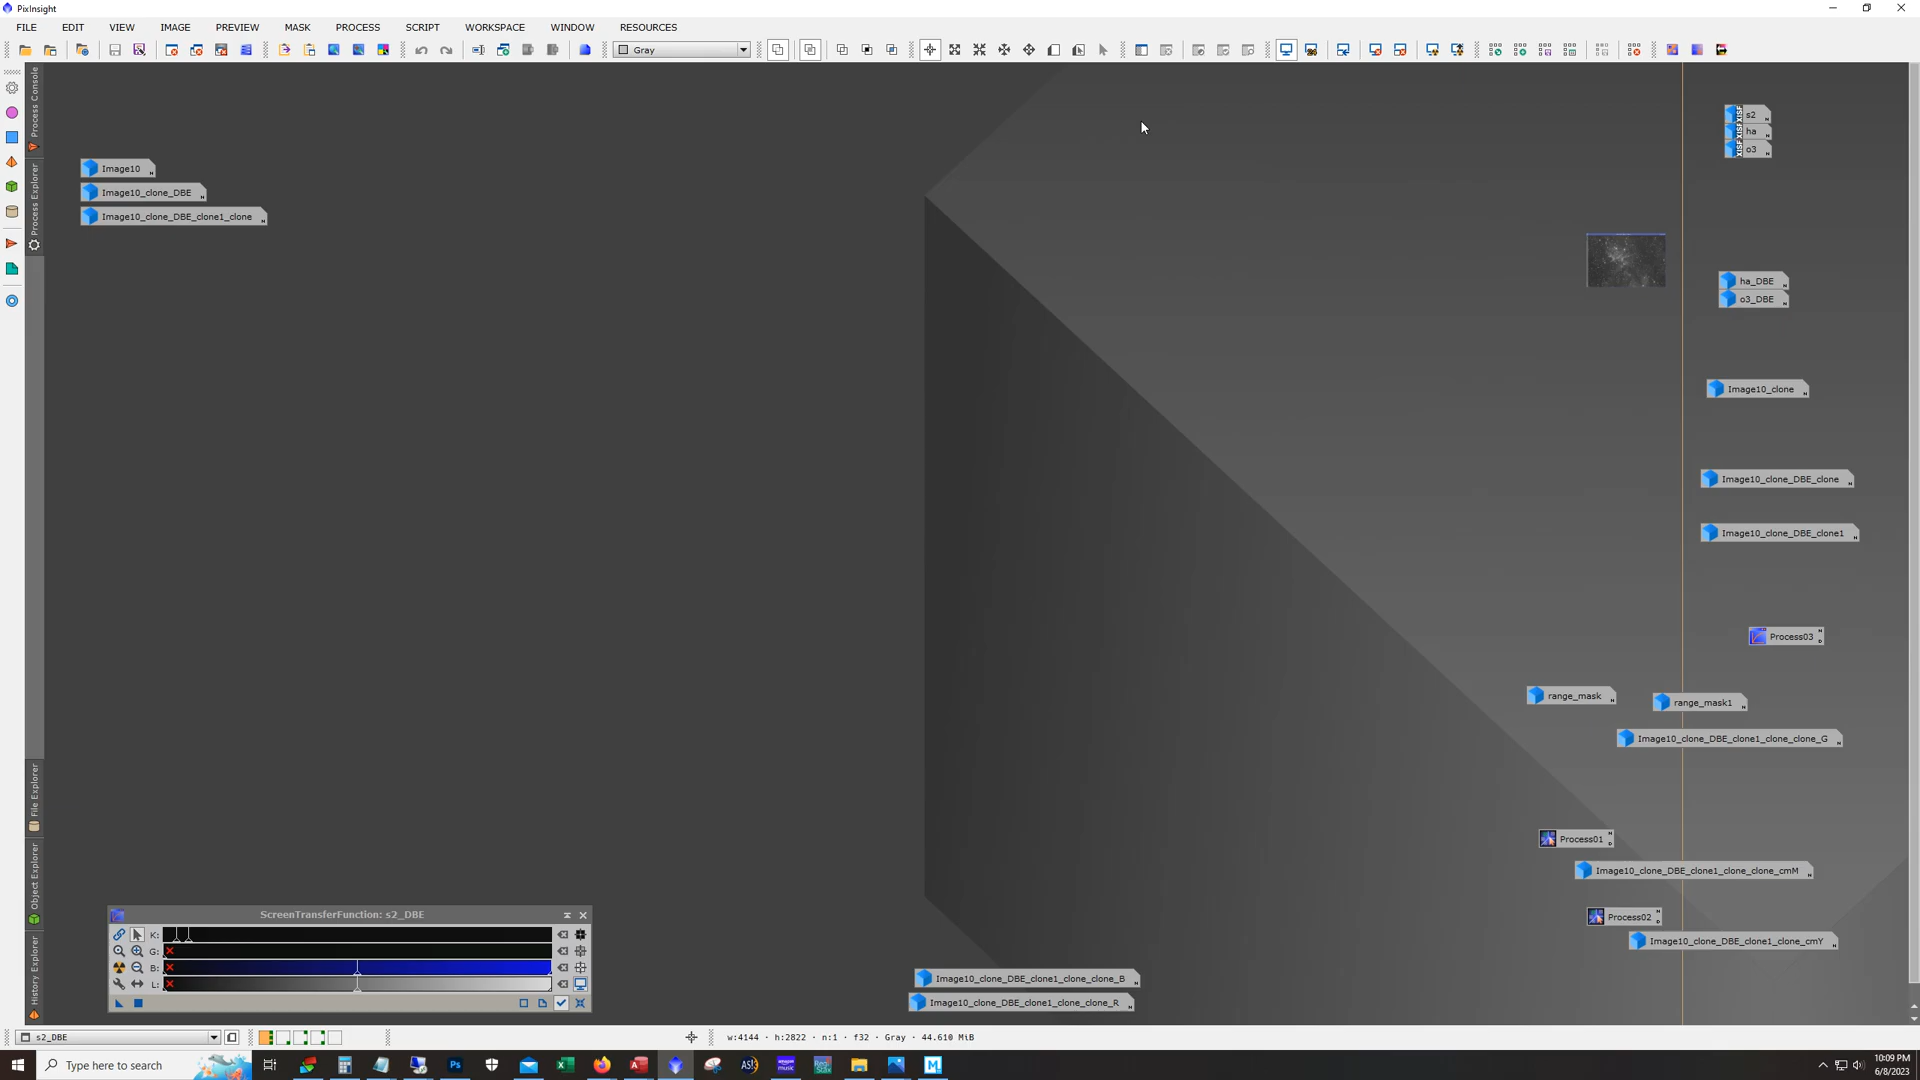 PixInsight
FILE EDIT VIEW IMAGE PREVIEW MASK PROCESS SCRIPT WORKSPACE WINDOW RESOURCES
Gray
Process Console
Process Explorer
File Explorer
Object Explorer
History Explorer
Image10
Image10_clone_DBE
Image10_clone_DBE_clone1_clone
s2
ha
o3
ha_DBE
o3_DBE
Image10_clone
Image10_clone_DBE_clone
Image10_clone_DBE_clone1
Process03
range_mask
range_mask1
Image10_clone_DBE_clone1_clone_clone_G
Process01
Image10_clone_DBE_clone1_clone_clone_cmM
Process02
Image10_clone_DBE_clone1_clone_cmY
Image10_clone_DBE_clone1_clone_clone_B
Image10_clone_DBE_clone1_clone_clone_R
ScreenTransferFunction: s2_DBE
K:
G:
B:
L:
s2_DBE
w:4144 · h:2822 · n:1 · f32 · Gray · 44.610 MiB
Type here to search
10:09 PM
6/8/2023